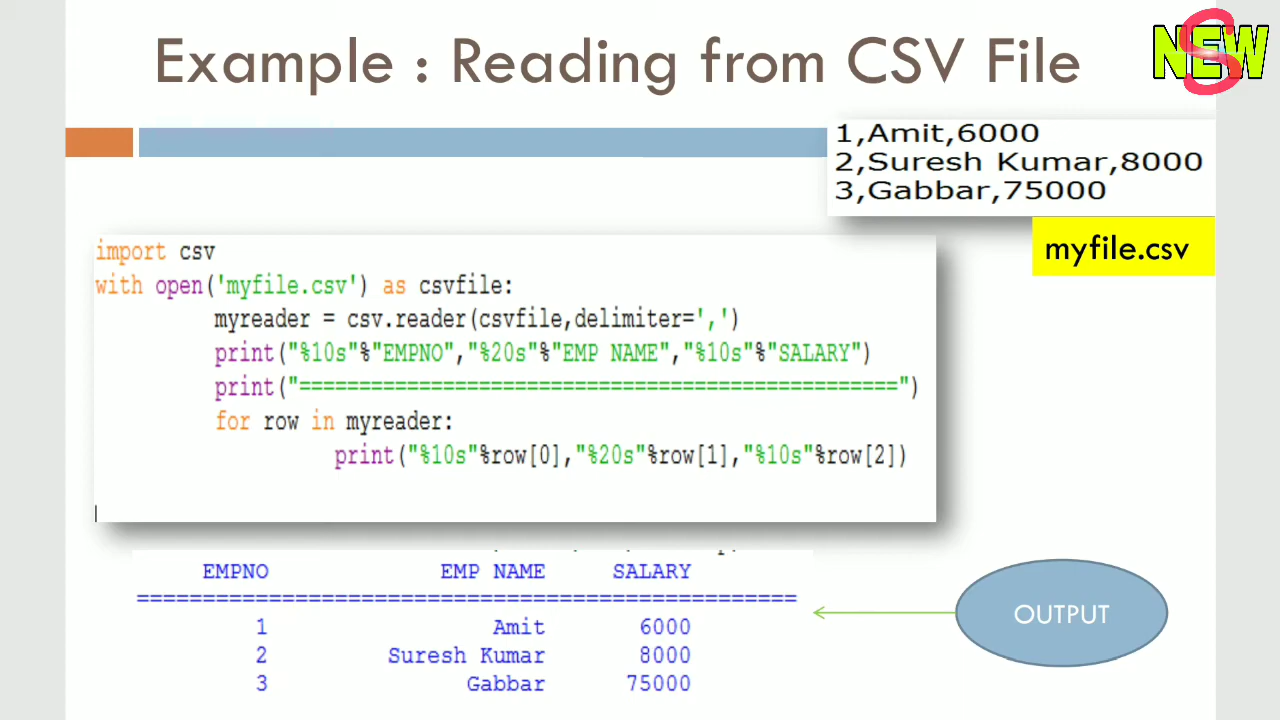 Example : Reading from CSV File
NEW
S
1,Amit,6000
2,Suresh Kumar,8000
3,Gabbar,75000
myfile.csv
import csv
with open('myfile.csv') as csvfile:
myreader = csv.reader(csvfile,delimiter=',')
print("%10s"%"EMPNO","%20s"%"EMP NAME","%10s"%"SALARY")
print("==================================================")
for row in myreader:
print("%10s"%row[0],"%20s"%row[1],"%10s"%row[2])
EMPNO EMP NAME SALARY
==================================================
1 Amit 6000
2 Suresh Kumar 8000
3 Gabbar 75000
OUTPUT